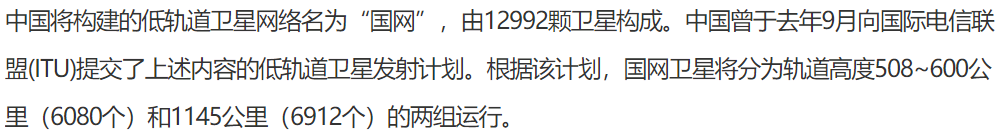 中国将构建的低轨道卫星网络名为“国网”，由12992颗卫星构成。中国曾于去年9月向国际电信联
盟(ITU)提交了上述内容的低轨道卫星发射计划。根据该计划，国网卫星将分为轨道高度508~600公
里（6080个）和1145公里（6912个）的两组运行。